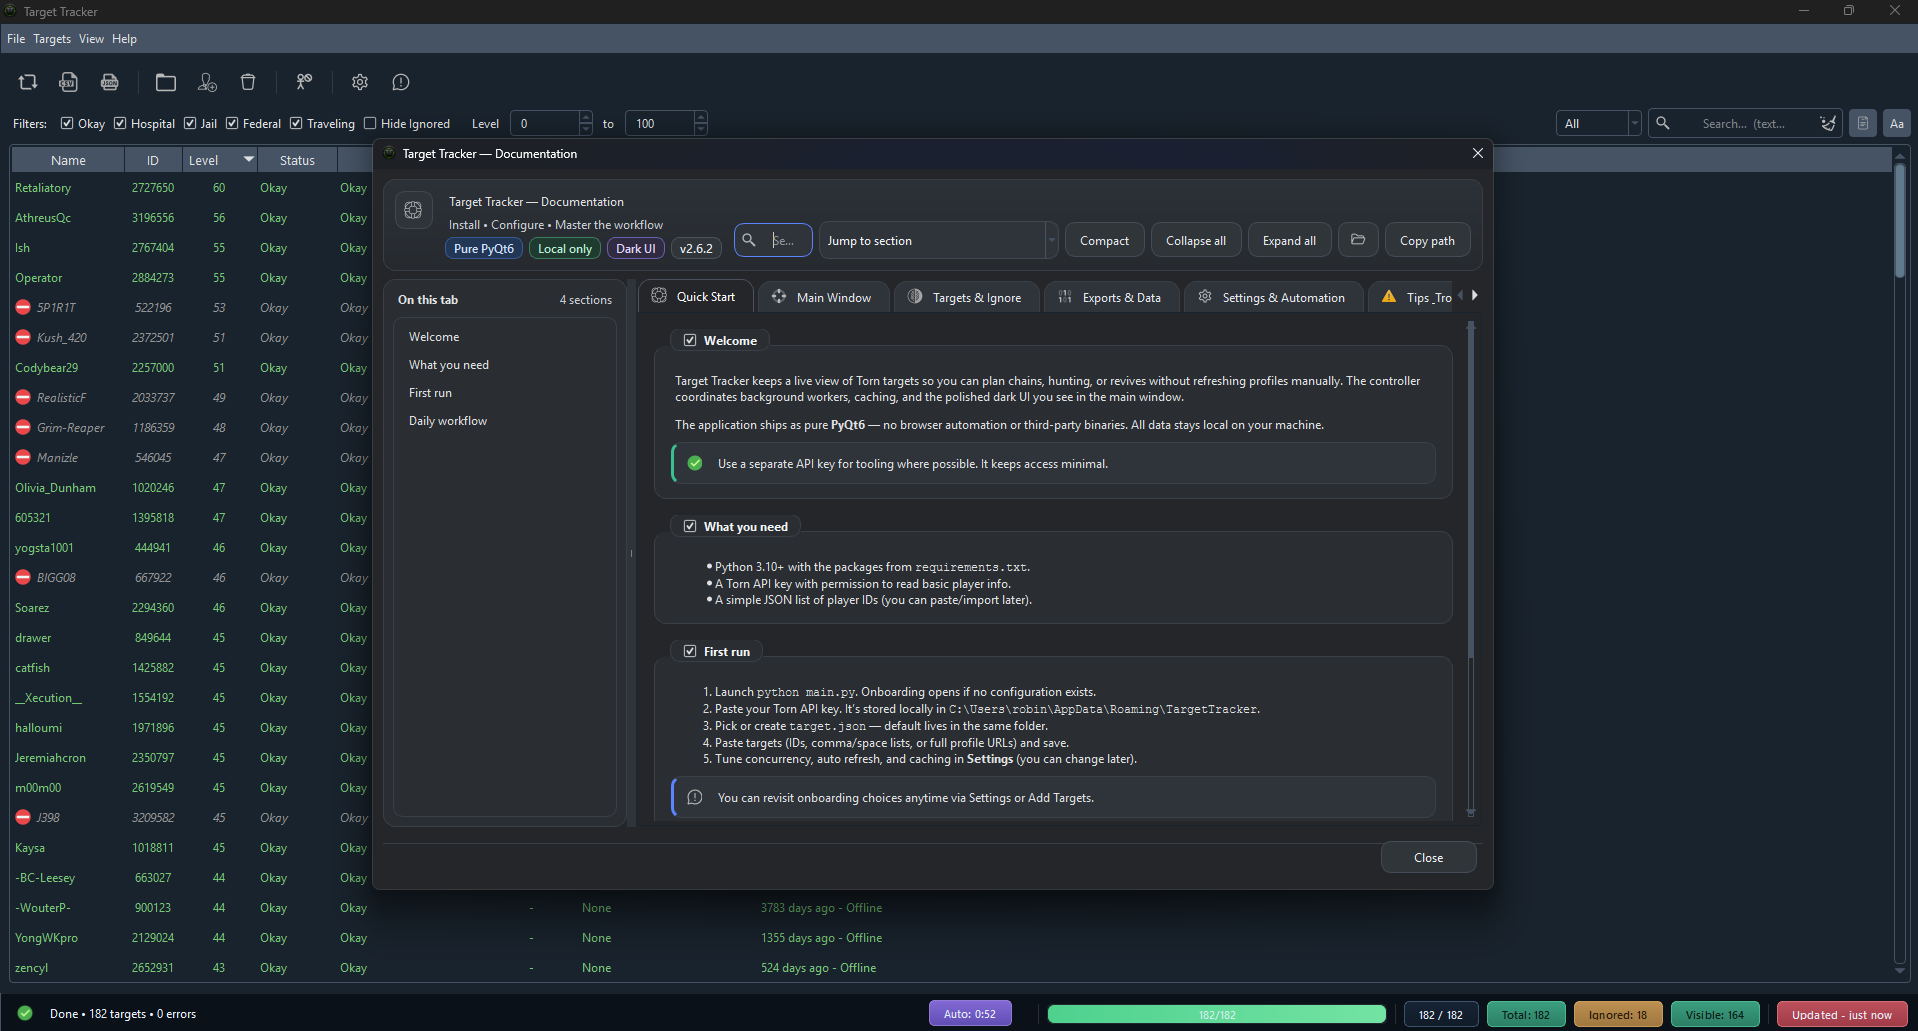 Target Tracker
File Targets View Help
Filters: Okay Hospital Jail Federal Traveling Hide Ignored Level 0 to 100 All Search... (text... Aa
Name ID Level Status
Retaliatory 2727650 60 Okay Okay
AthreusQc 3196556 56 Okay Okay
Ish 2767404 55 Okay Okay
Operator 2884273 55 Okay Okay
5P1R1T 522196 53 Okay Okay
Kush_420 2372501 51 Okay Okay
Codybear29 2257000 51 Okay Okay
RealisticF 2033737 49 Okay Okay
Grim-Reaper 1186359 48 Okay Okay
Manizle 546045 47 Okay Okay
Olivia_Dunham 1020246 47 Okay Okay
605321 1395818 47 Okay Okay
yogsta1001 444941 46 Okay Okay
BIGG08 667922 46 Okay Okay
Soarez 2294360 46 Okay Okay
drawer 849644 45 Okay Okay
catfish 1425882 45 Okay Okay
__Xecution__ 1554192 45 Okay Okay
halloumi 1971896 45 Okay Okay
Jeremiahcron 2350797 45 Okay Okay
m00m00 2619549 45 Okay Okay
J398 3209582 45 Okay Okay
Kaysa 1018811 45 Okay Okay
-BC-Leesey 663027 44 Okay Okay
-WouterP- 900123 44 Okay Okay - None 3783 days ago - Offline
YongWKpro 2129024 44 Okay Okay - None 1355 days ago - Offline
zencyl 2652931 43 Okay Okay - None 524 days ago - Offline
Target Tracker — Documentation
Target Tracker — Documentation
Install • Configure • Master the workflow
Pure PyQt6 Local only Dark UI v2.6.2
Se... Jump to section Compact Collapse all Expand all Copy path
On this tab 4 sections
Welcome
What you need
First run
Daily workflow
Quick Start Main Window Targets & Ignore Exports & Data Settings & Automation Tips _Tro
Welcome
Target Tracker keeps a live view of Torn targets so you can plan chains, hunting, or revives without refreshing profiles manually. The controller
coordinates background workers, caching, and the polished dark UI you see in the main window.
The application ships as pure PyQt6 — no browser automation or third-party binaries. All data stays local on your machine.
Use a separate API key for tooling where possible. It keeps access minimal.
What you need
• Python 3.10+ with the packages from requirements.txt.
• A Torn API key with permission to read basic player info.
• A simple JSON list of player IDs (you can paste/import later).
First run
1. Launch python main.py. Onboarding opens if no configuration exists.
2. Paste your Torn API key. It's stored locally in C:\Users\robin\AppData\Roaming\TargetTracker.
3. Pick or create target.json — default lives in the same folder.
4. Paste targets (IDs, comma/space lists, or full profile URLs) and save.
5. Tune concurrency, auto refresh, and caching in Settings (you can change later).
You can revisit onboarding choices anytime via Settings or Add Targets.
Close
Done • 182 targets • 0 errors Auto: 0:52 182/182 182 / 182 Total: 182 Ignored: 18 Visible: 164 Updated - just now